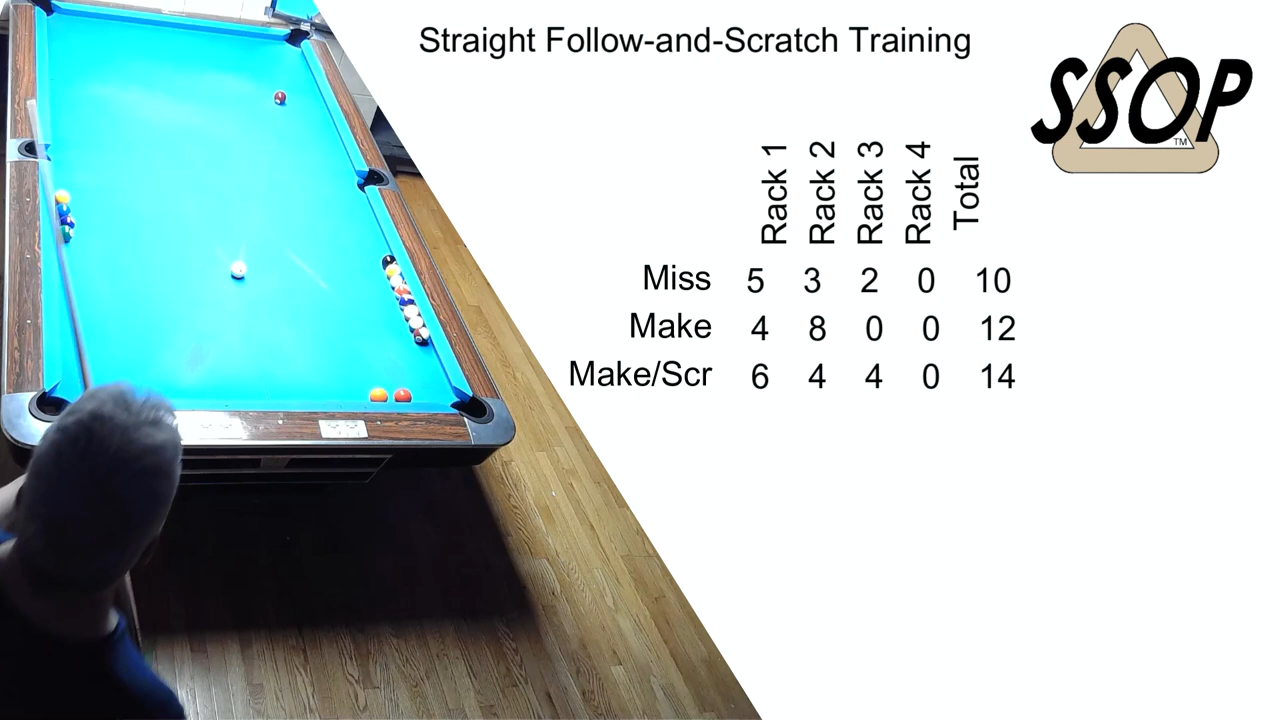 Straight Follow-and-Scratch Training
SSOP
TM
Rack 1 Rack 2 Rack 3 Rack 4 Total
Miss 5 3 2 0 10
Make 4 8 0 0 12
Make/Scr 6 4 4 0 14